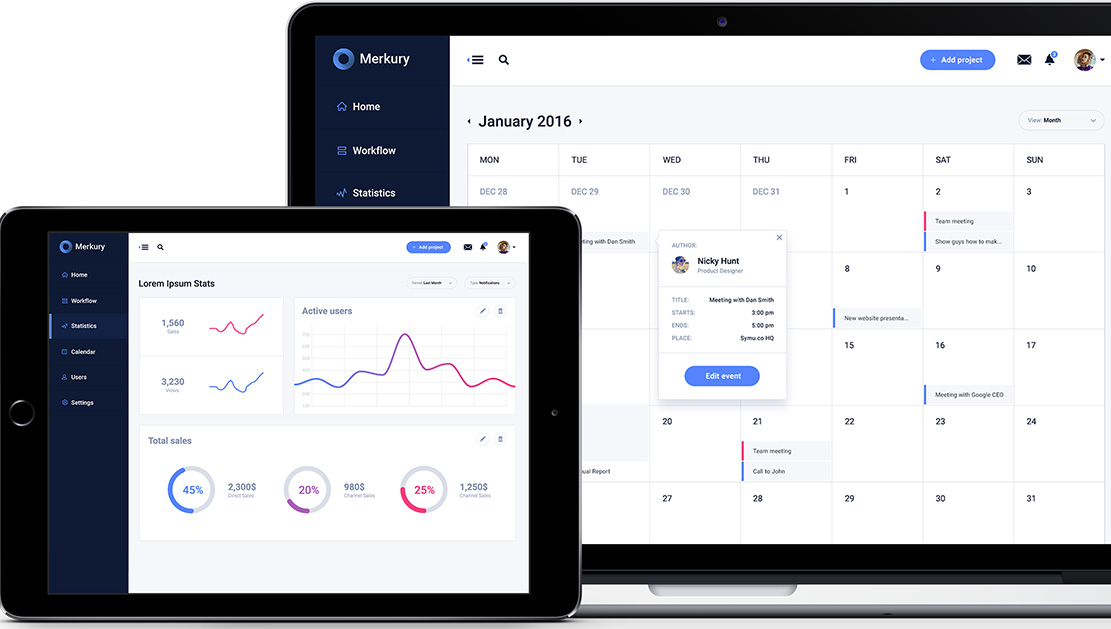 Merkury
Home
Workflow
Statistics
+ Add project
3
January 2016
View: Month
MON TUE WED THU FRI SAT SUN
DEC 28 DEC 29 DEC 30 DEC 31 1 2 3
Team meeting
Show guys how to mak...
ting with Dan Smith
8 9 10
New website presenta...
15 16 17
Meeting with Google CEO
20 21 22 23 24
Team meeting
Call to John
ual Report
27 28 29 30 31
AUTHOR:
Nicky Hunt
Product Designer
TITLE: Meeting with Dan Smith
STARTS: 3:00 pm
ENDS: 5:00 pm
PLACE: Symu.co HQ
Edit event
Merkury
Home
Workflow
Statistics
Calendar
Users
Settings
+ Add project
Lorem Ipsum Stats
Period: Last Month
Type: Notifications
1,560
Sales
3,230
Views
Active users
Total sales
45%
2,300$
Direct Sales
20%
980$
Channel Sales
25%
1,250$
Channel Sales